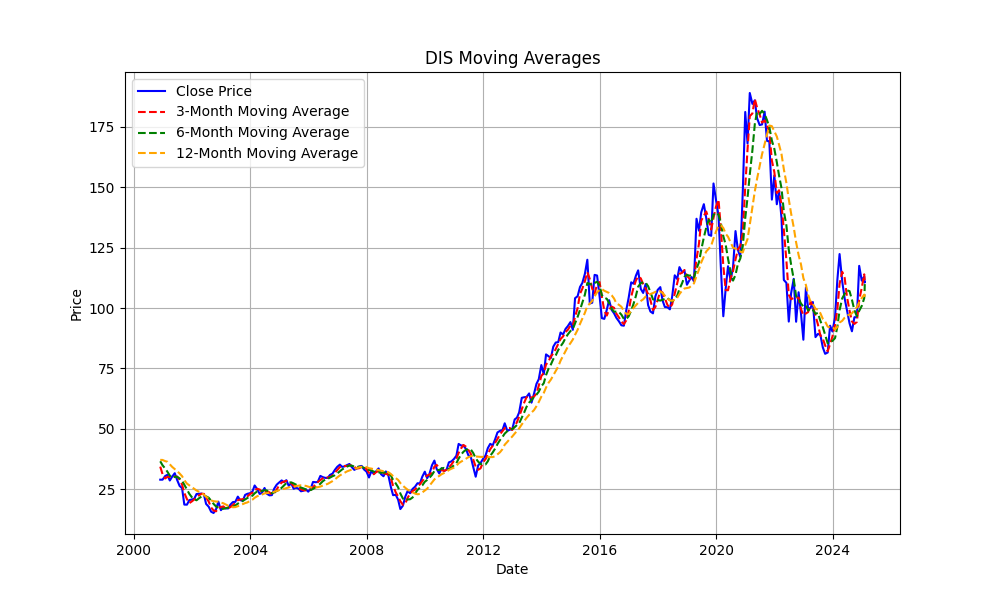 DIS Moving Averages
Close Price
3-Month Moving Average
6-Month Moving Average
12-Month Moving Average
175
150
125
100
75
50
25
Price
2000 2004 2008 2012 2016 2020 2024
Date